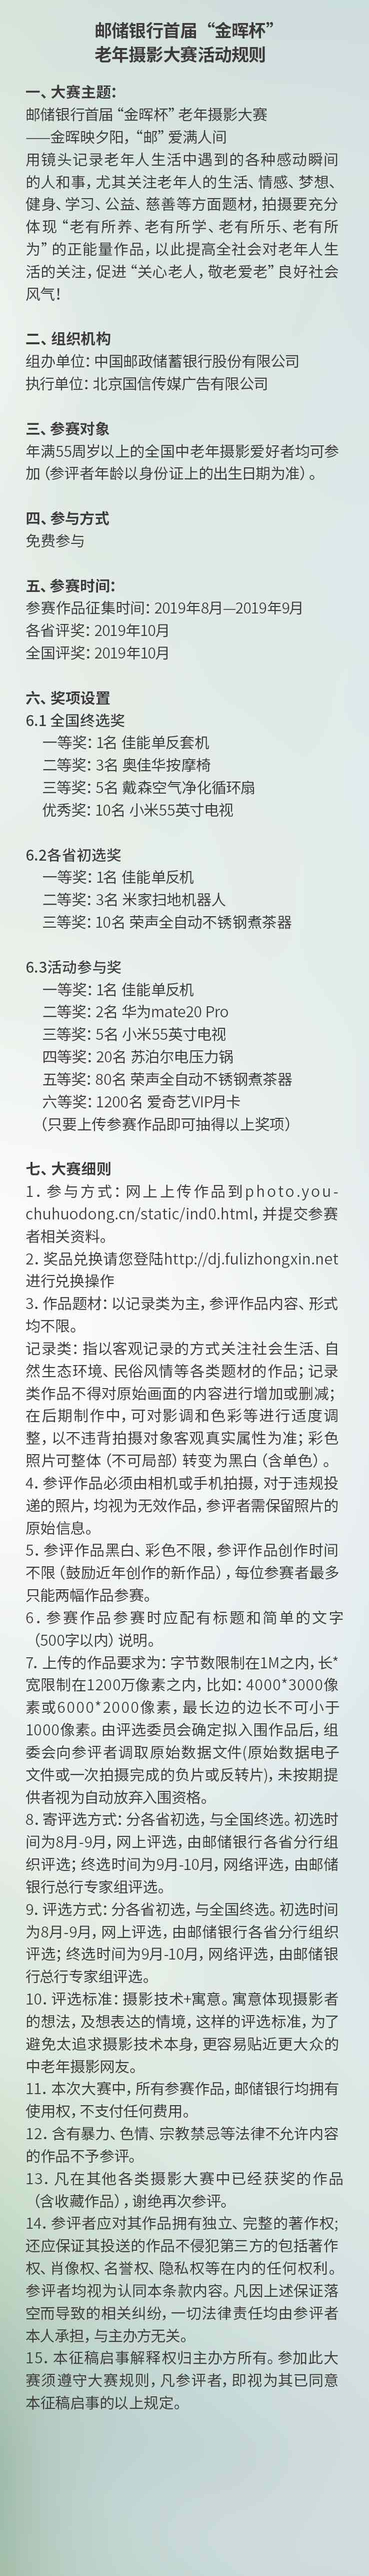 邮储银行首届“金晖杯”
老年摄影大赛活动规则
一、大赛主题：
邮储银行首届“金晖杯”老年摄影大赛
——金晖映夕阳，“邮”爱满人间
用镜头记录老年人生活中遇到的各种感动瞬间
的人和事，尤其关注老年人的生活、情感、梦想、
健身、学习、公益、慈善等方面题材，拍摄要充分
体现“老有所养、老有所学、老有所乐、老有所
为”的正能量作品，以此提高全社会对老年人生
活的关注，促进“关心老人，敬老爱老”良好社会
风气！
二、组织机构
组办单位：中国邮政储蓄银行股份有限公司
执行单位：北京国信传媒广告有限公司
三、参赛对象
年满55周岁以上的全国中老年摄影爱好者均可参
加（参评者年龄以身份证上的出生日期为准）。
四、参与方式
免费参与
五、参赛时间：
参赛作品征集时间：2019年8月—2019年9月
各省评奖：2019年10月
全国评奖：2019年10月
六、奖项设置
6.1 全国终选奖
一等奖：1名 佳能单反套机
二等奖：3名 奥佳华按摩椅
三等奖：5名 戴森空气净化循环扇
优秀奖：10名 小米55英寸电视
6.2各省初选奖
一等奖：1名 佳能单反机
二等奖：3名 米家扫地机器人
三等奖：10名 荣声全自动不锈钢煮茶器
6.3活动参与奖
一等奖：1名 佳能单反机
二等奖：2名 华为mate20 Pro
三等奖：5名 小米55英寸电视
四等奖：20名 苏泊尔电压力锅
五等奖：80名 荣声全自动不锈钢煮茶器
六等奖：1200名 爱奇艺VIP月卡
（只要上传参赛作品即可抽得以上奖项）
七、大赛细则
1. 参与方式：网上上传作品到photo.you-
chuhuodong.cn/static/ind0.html，并提交参赛
者相关资料。
2. 奖品兑换请您登陆http://dj.fulizhongxin.net
进行兑换操作
3. 作品题材：以记录类为主，参评作品内容、形式
均不限。
记录类：指以客观记录的方式关注社会生活、自
然生态环境、民俗风情等各类题材的作品；记录
类作品不得对原始画面的内容进行增加或删减；
在后期制作中，可对影调和色彩等进行适度调
整，以不违背拍摄对象客观真实属性为准；彩色
照片可整体（不可局部）转变为黑白（含单色）。
4. 参评作品必须由相机或手机拍摄，对于违规投
递的照片，均视为无效作品，参评者需保留照片的
原始信息。
5. 参评作品黑白、彩色不限，参评作品创作时间
不限（鼓励近年创作的新作品），每位参赛者最多
只能两幅作品参赛。
6. 参赛作品参赛时应配有标题和简单的文字
（500字以内）说明。
7. 上传的作品要求为：字节数限制在1M之内，长*
宽限制在1200万像素之内，比如：4000*3000像
素或6000*2000像素，最长边的边长不可小于
1000像素。由评选委员会确定拟入围作品后，组
委会向参评者调取原始数据文件(原始数据电子
文件或一次拍摄完成的负片或反转片)，未按期提
供者视为自动放弃入围资格。
8. 寄评选方式：分各省初选，与全国终选。初选时
间为8月-9月，网上评选，由邮储银行各省分行组
织评选；终选时间为9月-10月，网络评选，由邮储
银行总行专家组评选。
9. 评选方式：分各省初选，与全国终选。初选时间
为8月-9月，网上评选，由邮储银行各省分行组织
评选；终选时间为9月-10月，网络评选，由邮储银
行总行专家组评选。
10. 评选标准：摄影技术+寓意。寓意体现摄影者
的想法，及想表达的情境，这样的评选标准，为了
避免太追求摄影技术本身，更容易贴近更大众的
中老年摄影网友。
11. 本次大赛中，所有参赛作品，邮储银行均拥有
使用权，不支付任何费用。
12. 含有暴力、色情、宗教禁忌等法律不允许内容
的作品不予参评。
13. 凡在其他各类摄影大赛中已经获奖的作品
（含收藏作品），谢绝再次参评。
14. 参评者应对其作品拥有独立、完整的著作权；
还应保证其投送的作品不侵犯第三方的包括著作
权、肖像权、名誉权、隐私权等在内的任何权利。
参评者均视为认同本条款内容。凡因上述保证落
空而导致的相关纠纷，一切法律责任均由参评者
本人承担，与主办方无关。
15. 本征稿启事解释权归主办方所有。参加此大
赛须遵守大赛规则，凡参评者，即视为其已同意
本征稿启事的以上规定。